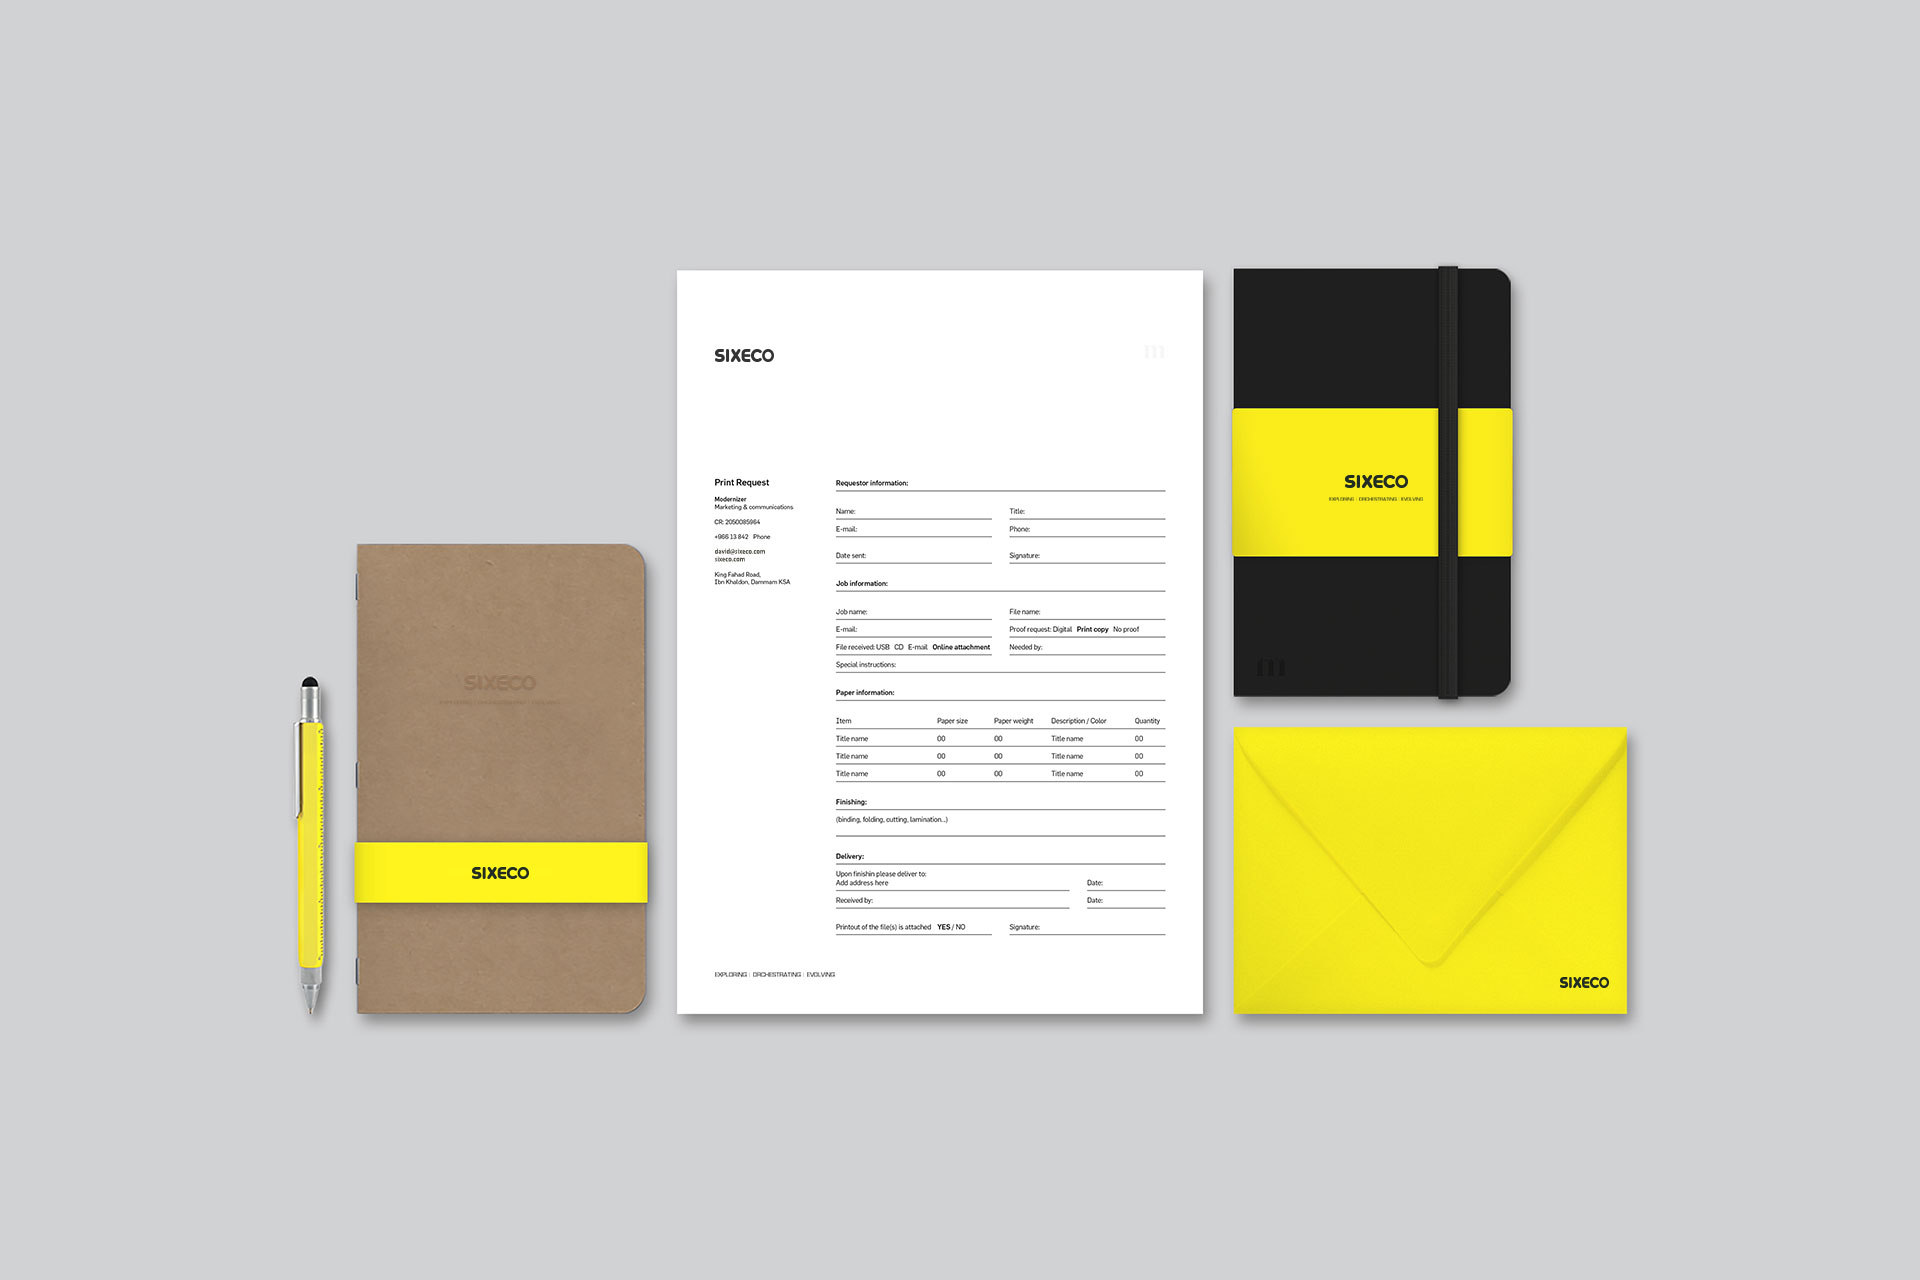 SIXECO
m
Print Request
Modernizer
Marketing & communications
CR: 2050085964
+966 13 842 Phone
david@sixeco.com
sixeco.com
King Fahad Road,
Ibn Khaldon, Dammam KSA
Requestor information:
Name: Title:
E-mail: Phone:
Date sent: Signature:
Job information:
Job name: File name:
E-mail: Proof request: Digital Print copy No proof
File received: USB CD E-mail Online attachment Needed by:
Special instructions:
Paper information:
Item Paper size Paper weight Description / Color Quantity
Title name 00 00 Title name 00
Title name 00 00 Title name 00
Title name 00 00 Title name 00
Finishing:
(binding, folding, cutting, lamination...)
Delivery:
Upon finishin please deliver to:
Add address here Date:
Received by: Date:
Printout of the file(s) is attached YES / NO Signature:
EXPLORING | ORCHESTRATING | EVOLVING
SIXECO
EXPLORING | ORCHESTRATING | EVOLVING
SIXECO
SIXECO
EXPLORING | ORCHESTRATING | EVOLVING
m
SIXECO